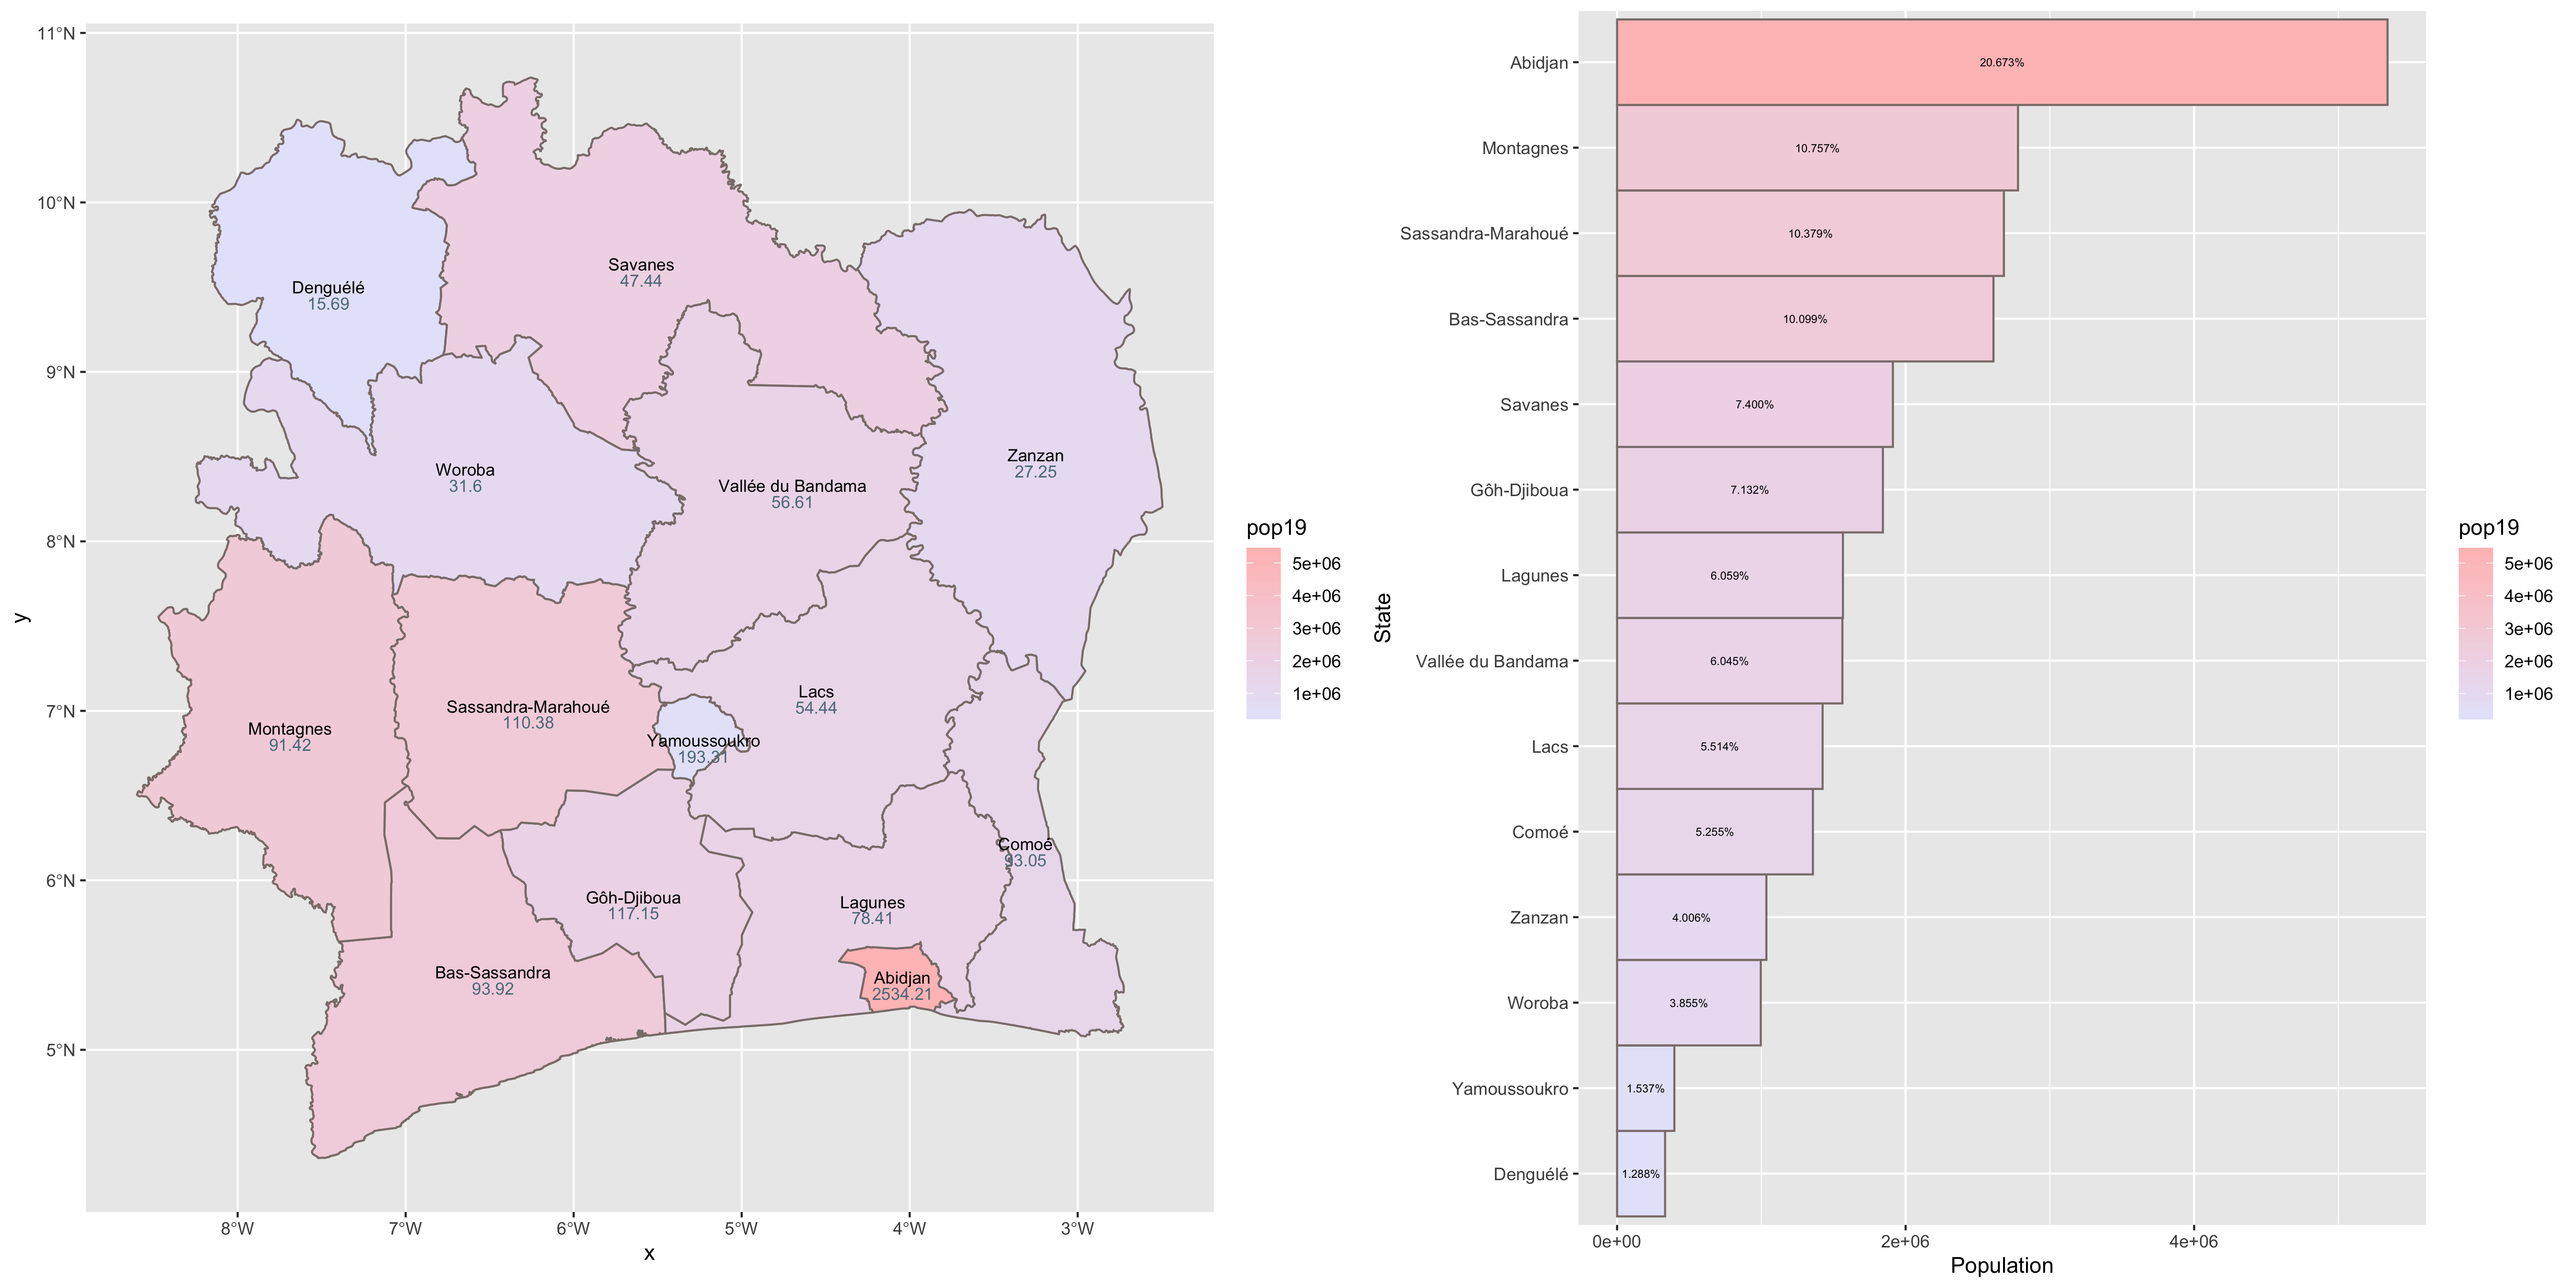 11°N
10°N
9°N
8°N
7°N
6°N
5°N
y
8°W
7°W
6°W
5°W
4°W
3°W
x
Denguélé
15.69
Savanes
47.44
Woroba
31.6
Vallée du Bandama
56.61
Zanzan
27.25
Montagnes
91.42
Sassandra-Marahoué
110.38
Yamoussoukro
193.31
Lacs
54.44
Comoé
93.05
Gôh-Djiboua
117.15
Lagunes
78.41
Bas-Sassandra
93.92
Abidjan
2534.21
pop19
5e+06
4e+06
3e+06
2e+06
1e+06
State
Abidjan
20.673%
Montagnes
10.757%
Sassandra-Marahoué
10.379%
Bas-Sassandra
10.099%
Savanes
7.400%
Gôh-Djiboua
7.132%
Lagunes
6.059%
Vallée du Bandama
6.045%
Lacs
5.514%
Comoé
5.255%
Zanzan
4.006%
Woroba
3.855%
Yamoussoukro
1.537%
Denguélé
1.288%
0e+00
2e+06
4e+06
Population
pop19
5e+06
4e+06
3e+06
2e+06
1e+06